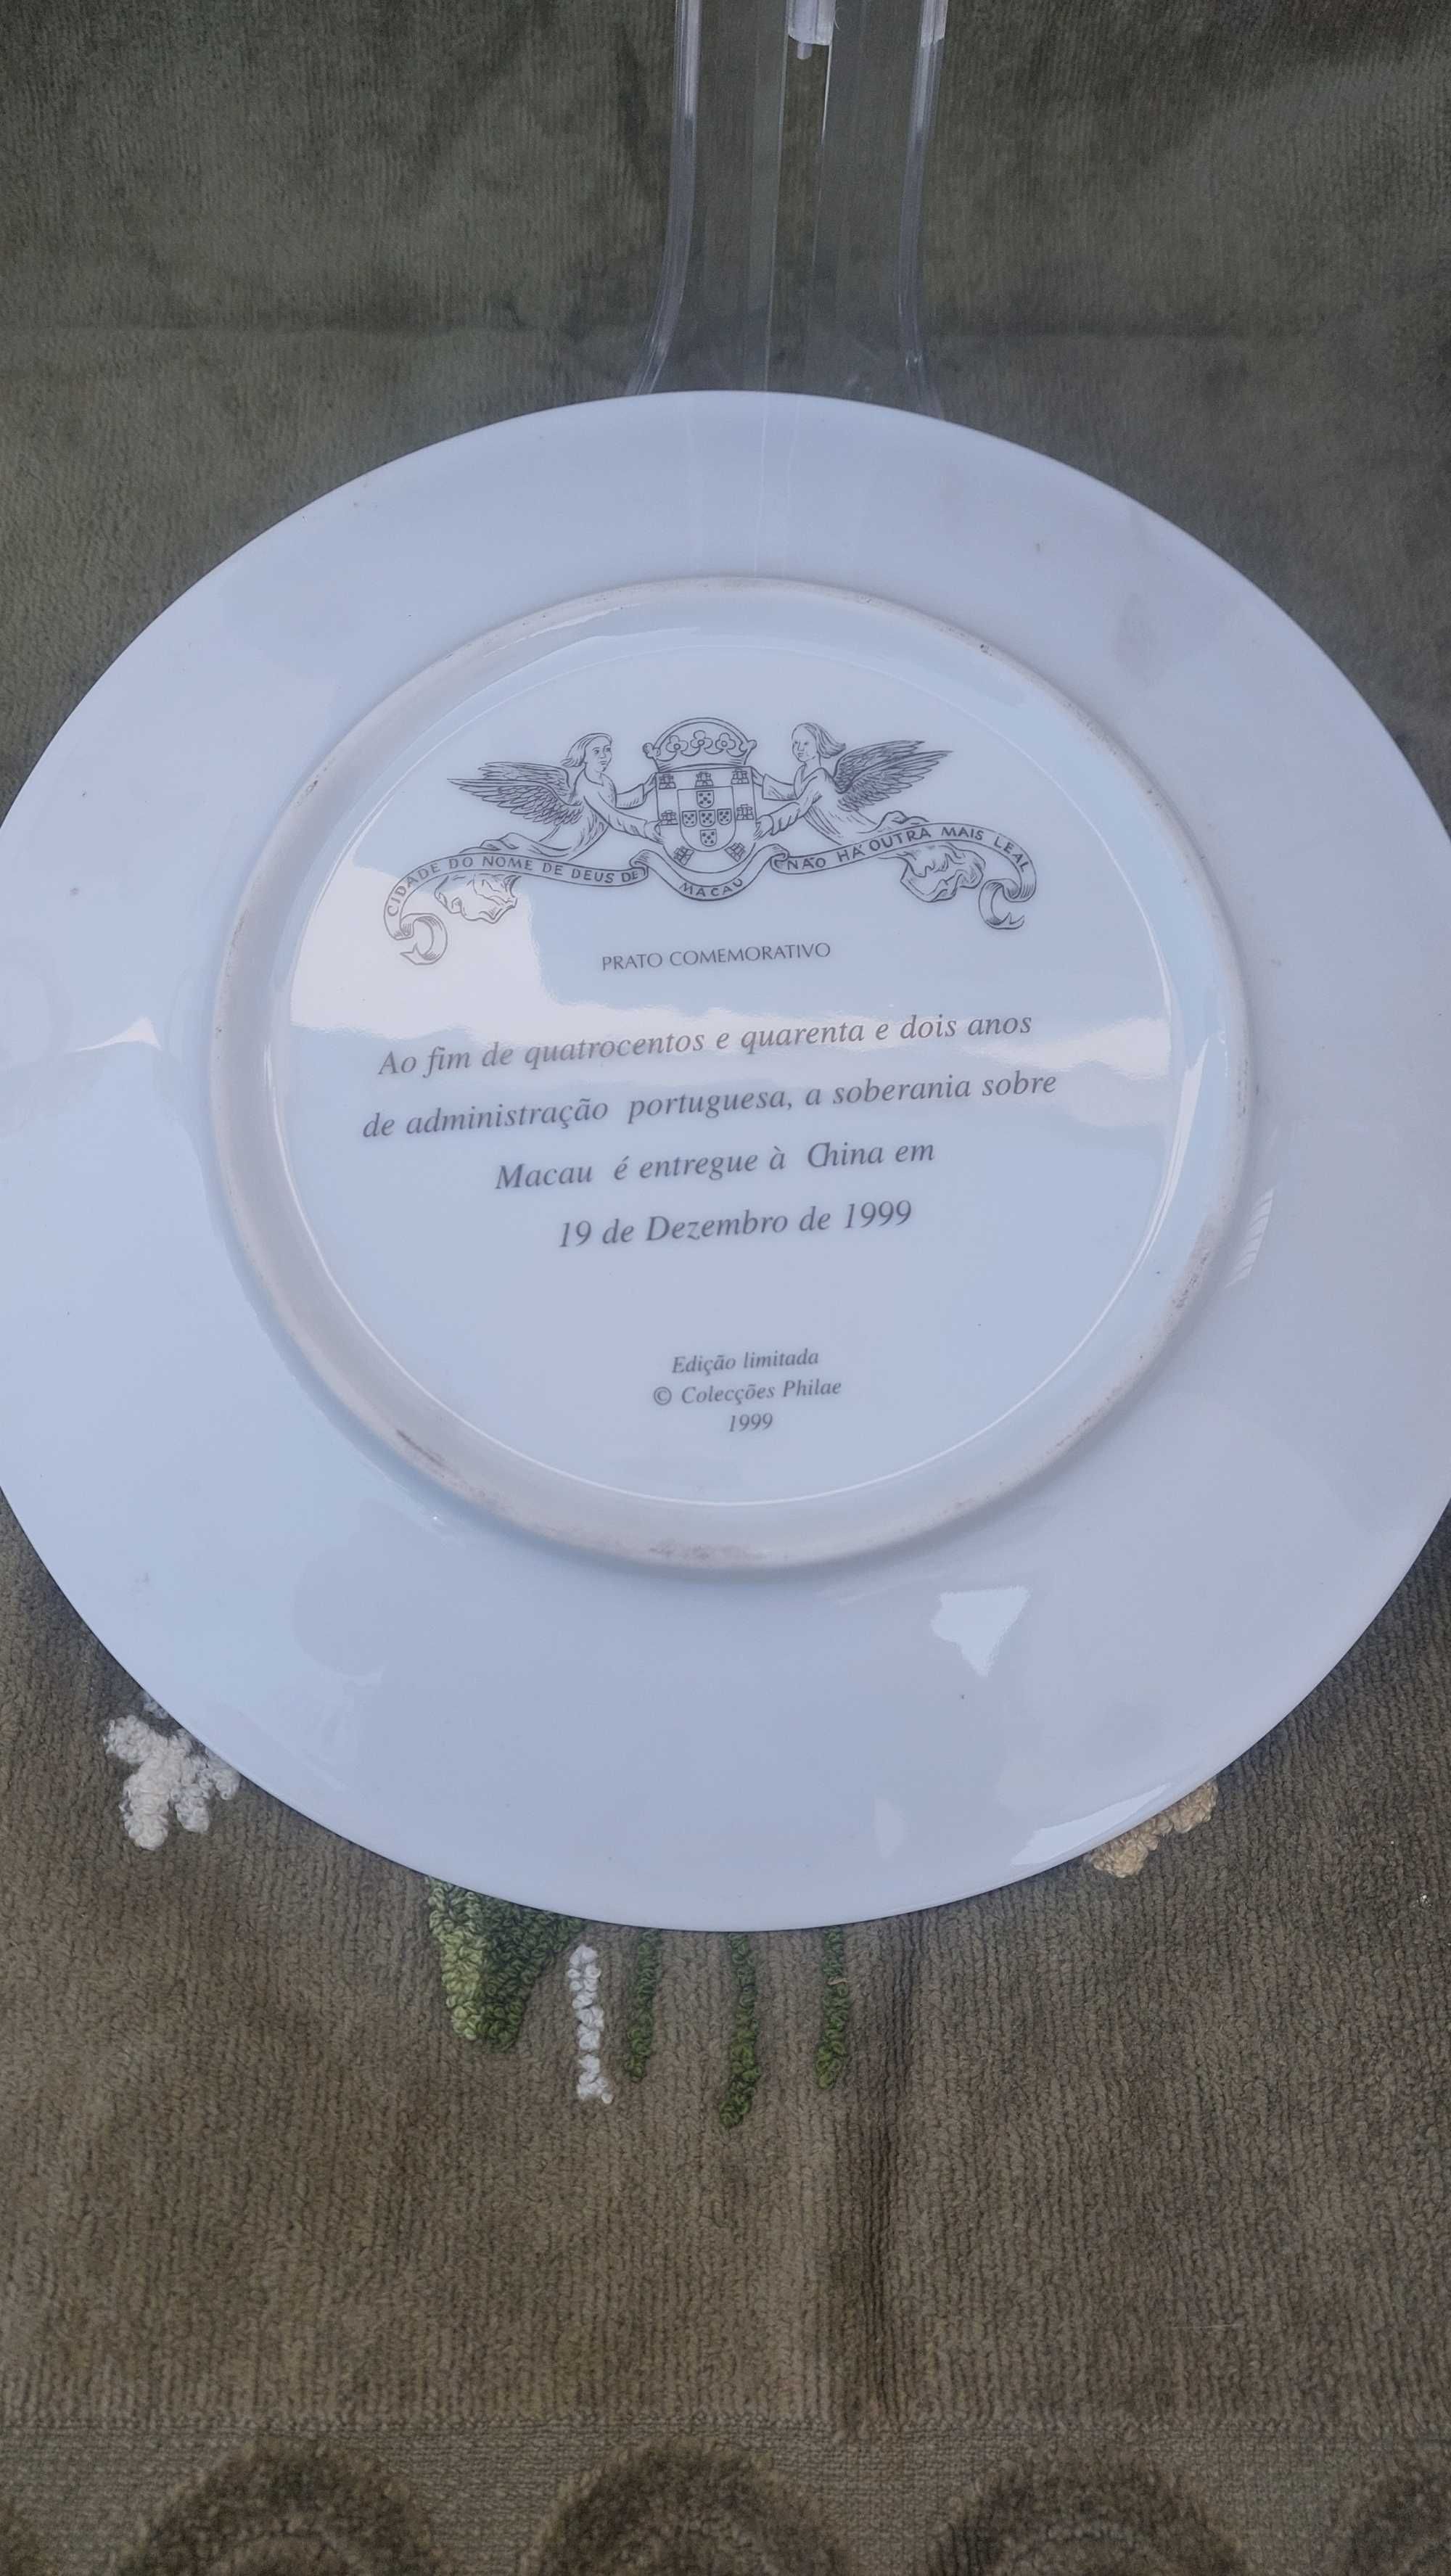 CIDADE DO NOME DE DEUS DE MACAU NÃO HÁ OUTRA MAIS LEAL
PRATO COMEMORATIVO
Ao fim de quatrocentos e quarenta e dois anos
de administração portuguesa, a soberania sobre
Macau é entregue à China em
19 de Dezembro de 1999
Edição limitada
© Colecções Philae
1999